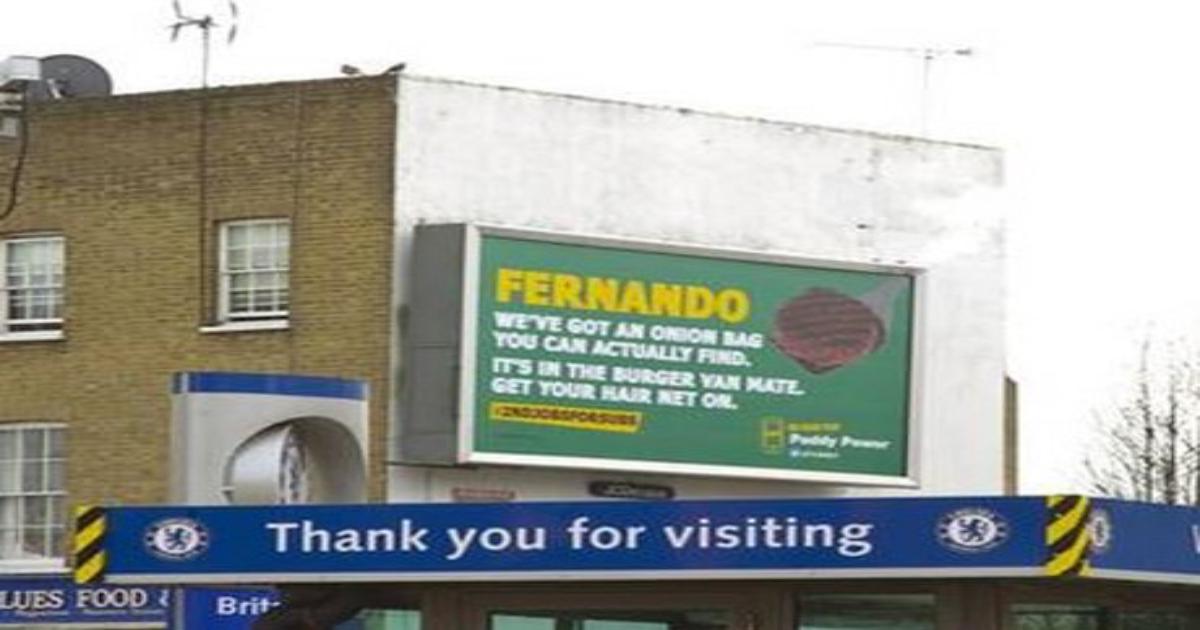 FERNANDO
WE'VE GOT AN ONION BAG
YOU CAN ACTUALLY FIND.
IT'S IN THE BURGER VAN MATE.
GET YOUR HAIR NET ON.
#2NDJOBSFORSUBS
Paddy Power
Thank you for visiting
LUES FOOD &
Brit